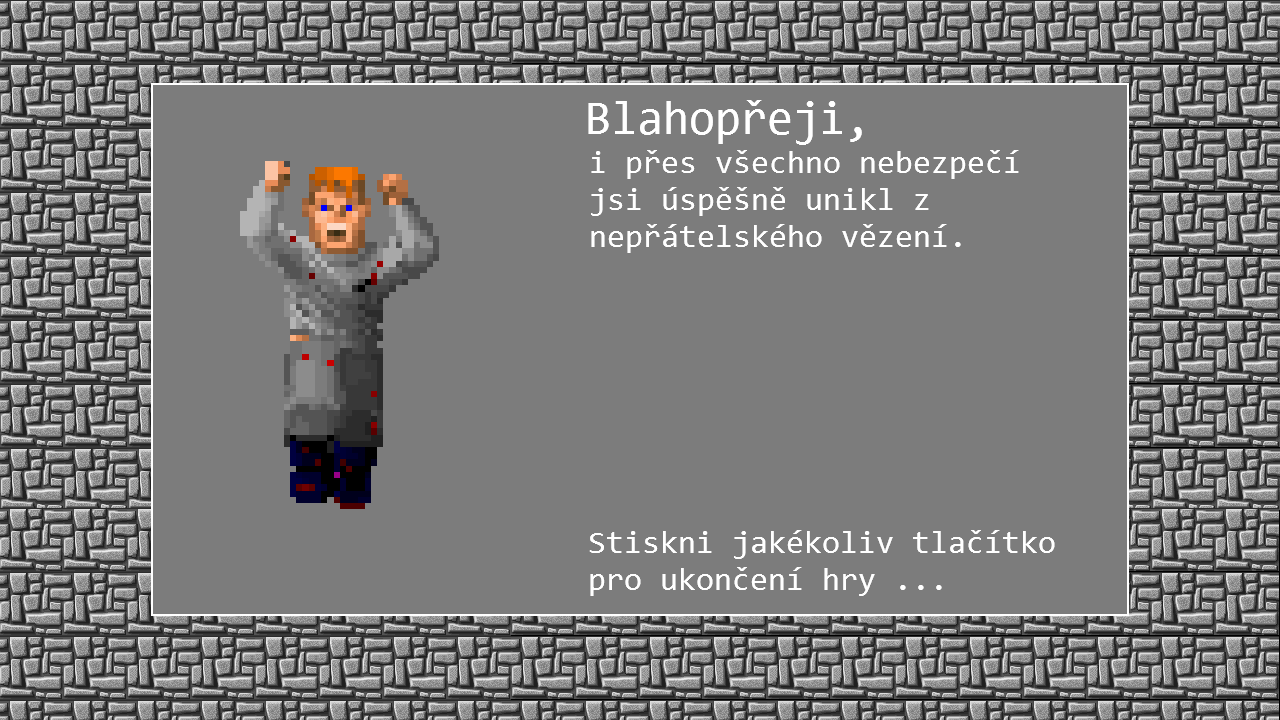 Blahopřeji,
i přes všechno nebezpečí
jsi úspěšně unikl z
nepřátelského vězení.
Stiskni jakékoliv tlačítko
pro ukončení hry ...